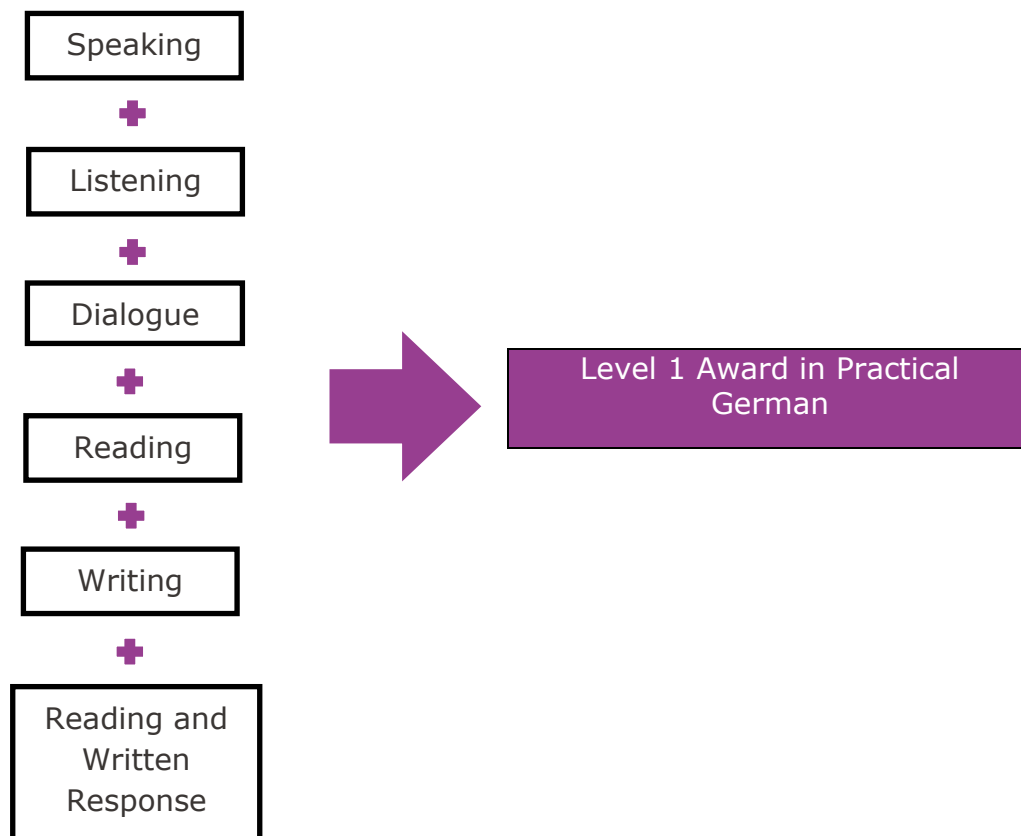 Speaking
Listening
Dialogue
Reading
Writing
Reading and
Written
Response
Level 1 Award in Practical
German